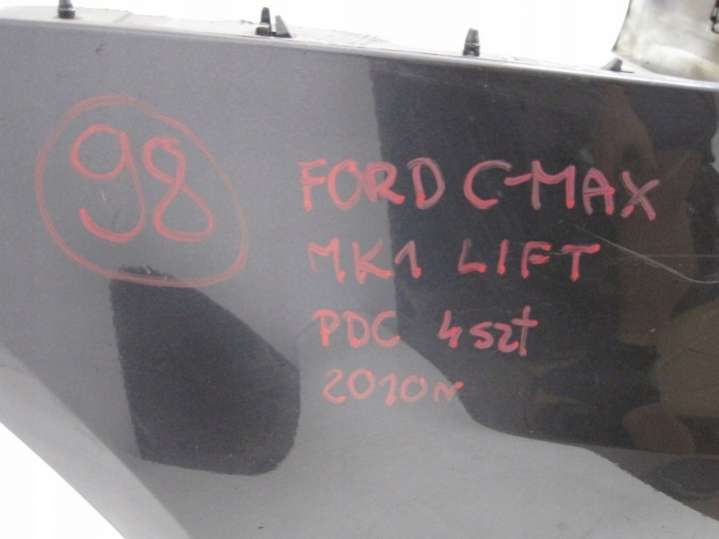 98
FORD C-MAX
MK1 LIFT
PDC 4szt
2010r